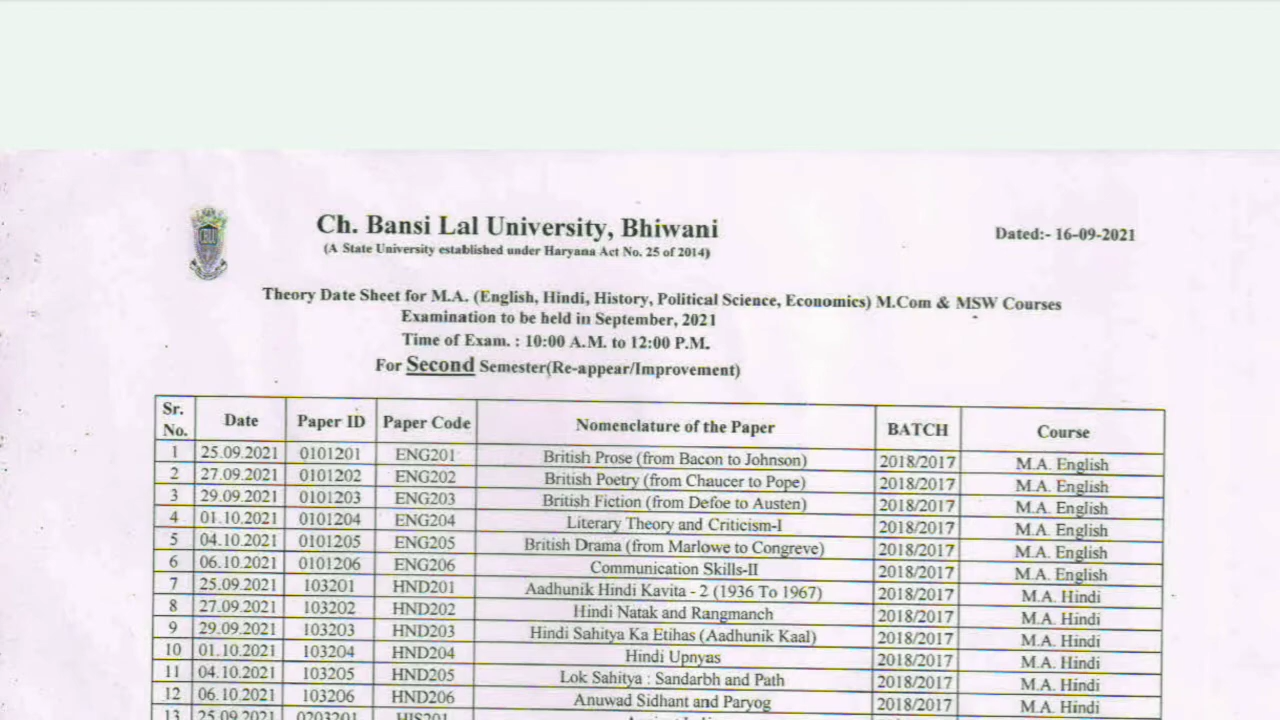 CBLU
Ch. Bansi Lal University, Bhiwani
(A State University established under Haryana Act No. 25 of 2014)
Dated:- 16-09-2021
Theory Date Sheet for M.A. (English, Hindi, History, Political Science, Economics) M.Com & MSW Courses
Examination to be held in September, 2021
Time of Exam. : 10:00 A.M. to 12:00 P.M.
For Second Semester(Re-appear/Improvement)
Sr. No. Date Paper ID Paper Code Nomenclature of the Paper BATCH Course
1 25.09.2021 0101201 ENG201 British Prose (from Bacon to Johnson) 2018/2017 M.A. English
2 27.09.2021 0101202 ENG202 British Poetry (from Chaucer to Pope) 2018/2017 M.A. English
3 29.09.2021 0101203 ENG203 British Fiction (from Defoe to Austen) 2018/2017 M.A. English
4 01.10.2021 0101204 ENG204 Literary Theory and Criticism-I 2018/2017 M.A. English
5 04.10.2021 0101205 ENG205 British Drama (from Marlowe to Congreve) 2018/2017 M.A. English
6 06.10.2021 0101206 ENG206 Communication Skills-II 2018/2017 M.A. English
7 25.09.2021 103201 HND201 Aadhunik Hindi Kavita - 2 (1936 To 1967) 2018/2017 M.A. Hindi
8 27.09.2021 103202 HND202 Hindi Natak and Rangmanch 2018/2017 M.A. Hindi
9 29.09.2021 103203 HND203 Hindi Sahitya Ka Etihas (Aadhunik Kaal) 2018/2017 M.A. Hindi
10 01.10.2021 103204 HND204 Hindi Upnyas 2018/2017 M.A. Hindi
11 04.10.2021 103205 HND205 Lok Sahitya : Sandarbh and Path 2018/2017 M.A. Hindi
12 06.10.2021 103206 HND206 Anuwad Sidhant and Paryog 2018/2017 M.A. Hindi
13 25.09.2021 0203201 HIS201